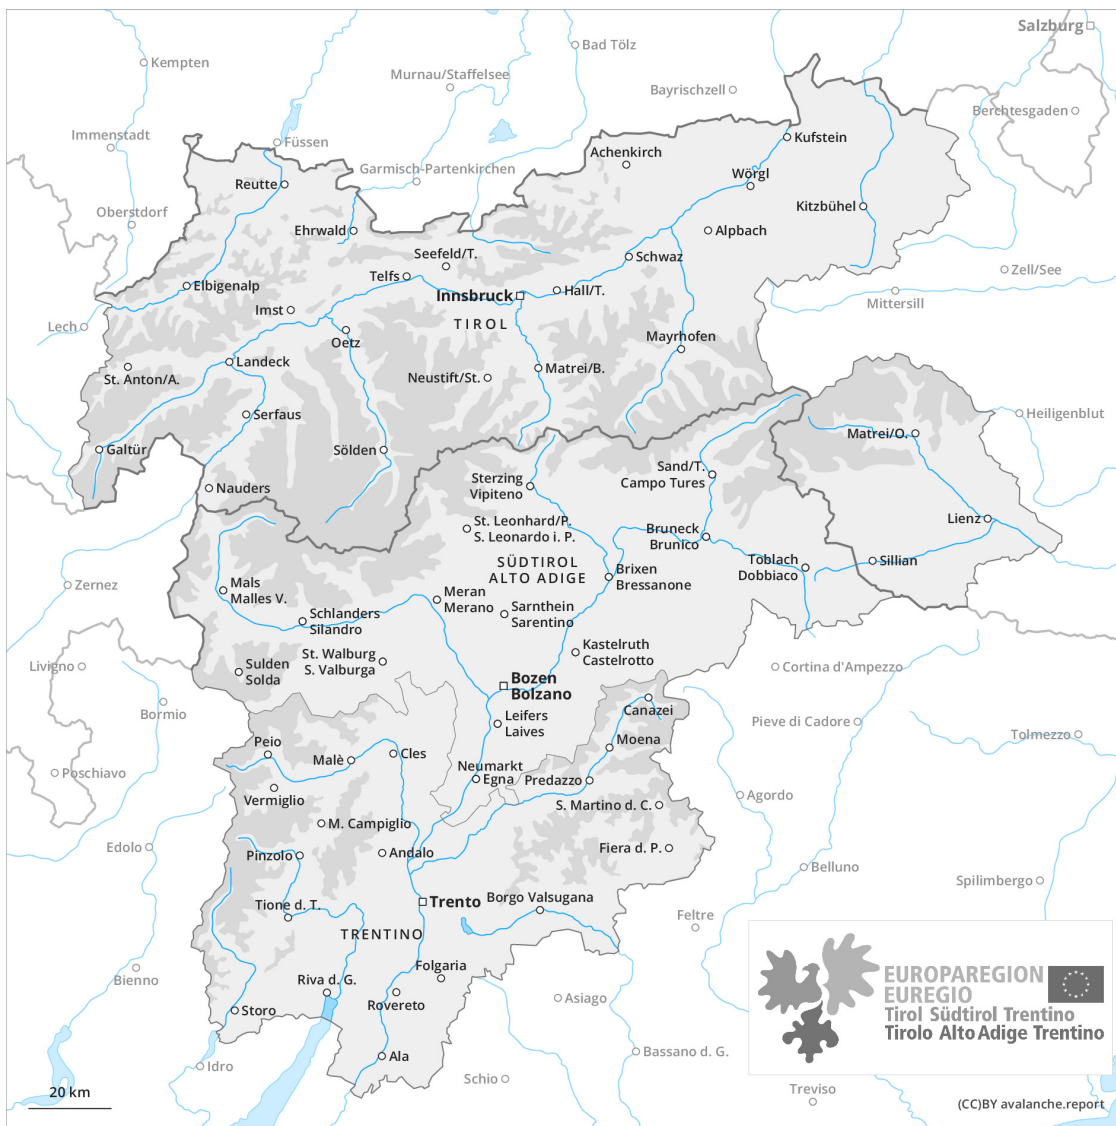 Salzburg
Bad Tölz
Kempten
Murnau/Staffelsee
Bayrischzell
Berchtesgaden
Immenstadt
Füssen
Kufstein
Achenkirch
Garmisch-Partenkirchen
Wörgl
Reutte
Oberstdorf
Kitzbühel
Ehrwald
Alpbach
Seefeld/T.
Schwaz
Zell/See
Telfs
Elbigenalp
Innsbruck
Hall/T.
Mittersill
Imst
Lech
TIROL
Oetz
Mayrhofen
Landeck
Matrei/B.
St. Anton/A.
Neustift/St.
Serfaus
Heiligenblut
Matrei/O.
Galtür
Sölden
Sand/T.
Campo Tures
Sterzing
Vipiteno
Nauders
Lienz
St. Leonhard/P.
S. Leonardo i. P.
Bruneck
Brunico
SÜDTIROL
ALTO ADIGE
Toblach
Dobbiaco
Sillian
Brixen
Bressanone
Zernez
Mals
Malles V.
Meran
Merano
Sarnthein
Sarentino
Schlanders
Silandro
Kastelruth
Castelrotto
St. Walburg
S. Valburga
Livigno
Sulden
Solda
Cortina d'Ampezzo
Bozen
Bolzano
Canazei
Bormio
Leifers
Laives
Pieve di Cadore
Tolmezzo
Peio
Moena
Cles
Malè
Poschiavo
Neumarkt
Egna
Predazzo
Vermiglio
Agordo
S. Martino d. C.
M. Campiglio
Edolo
Pinzolo
Andalo
Fiera d. P.
Belluno
Spilimbergo
Tione d. T.
Trento
Borgo Valsugana
Feltre
TRENTINO
Bienno
Folgaria
Riva d. G.
Rovereto
Asiago
Storo
EUROPAREGION
EUREGIO
Tirol Südtirol Trentino
Tirolo Alto Adige Trentino
Ala
Bassano d. G.
Idro
Schio
Treviso
20 km
(CC)BY avalanche.report